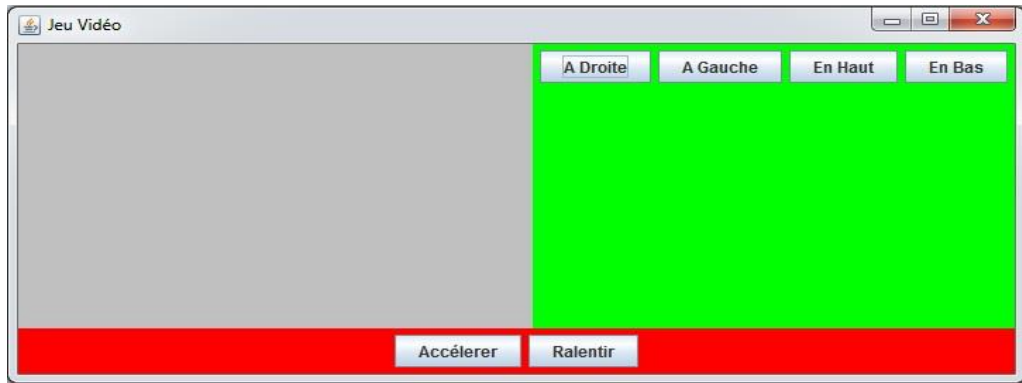 Jeu Vidéo
A Droite A Gauche En Haut En Bas
Accélerer Ralentir